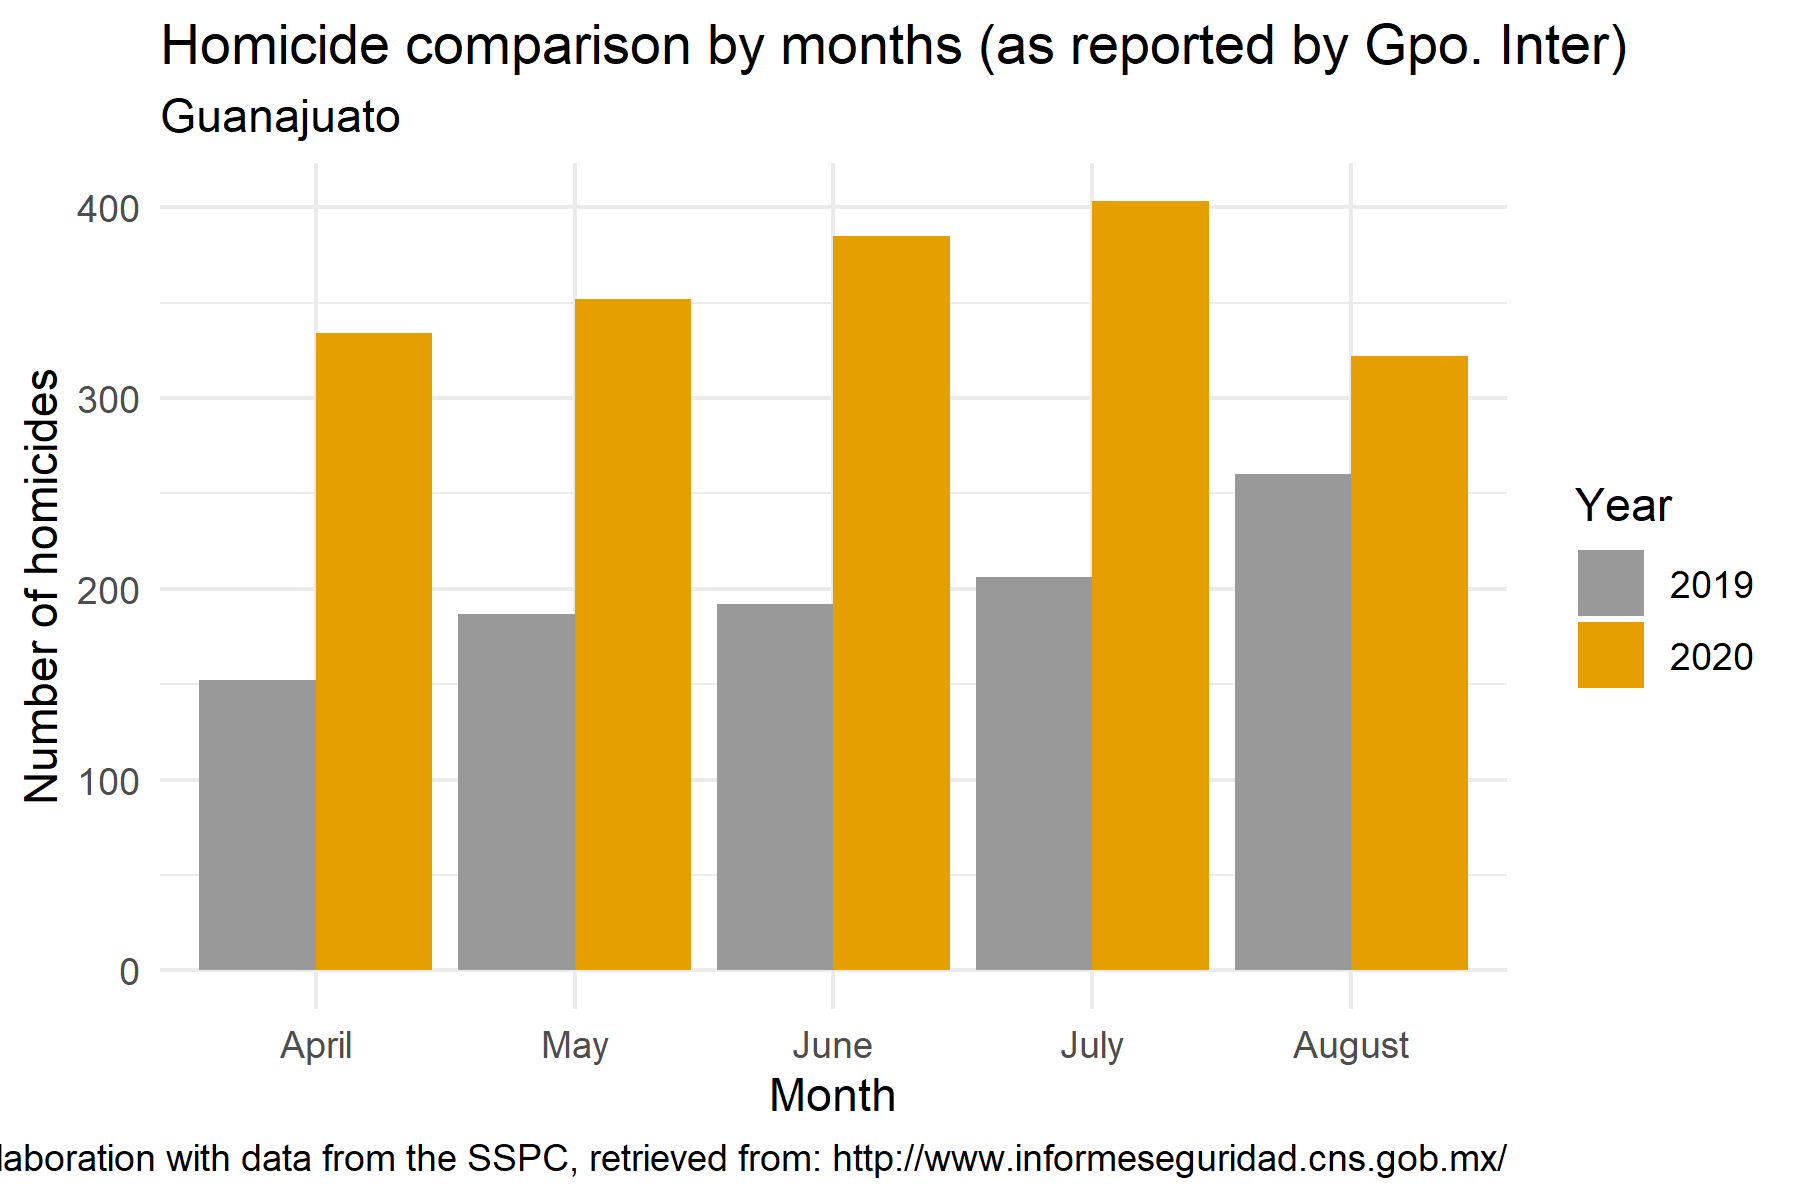 Homicide comparison by months (as reported by Gpo. Inter)
Guanajuato
400
300
200
100
0
Number of homicides
April May June July August
Month
Year
2019
2020
laboration with data from the SSPC, retrieved from: http://www.informeseguridad.cns.gob.mx/